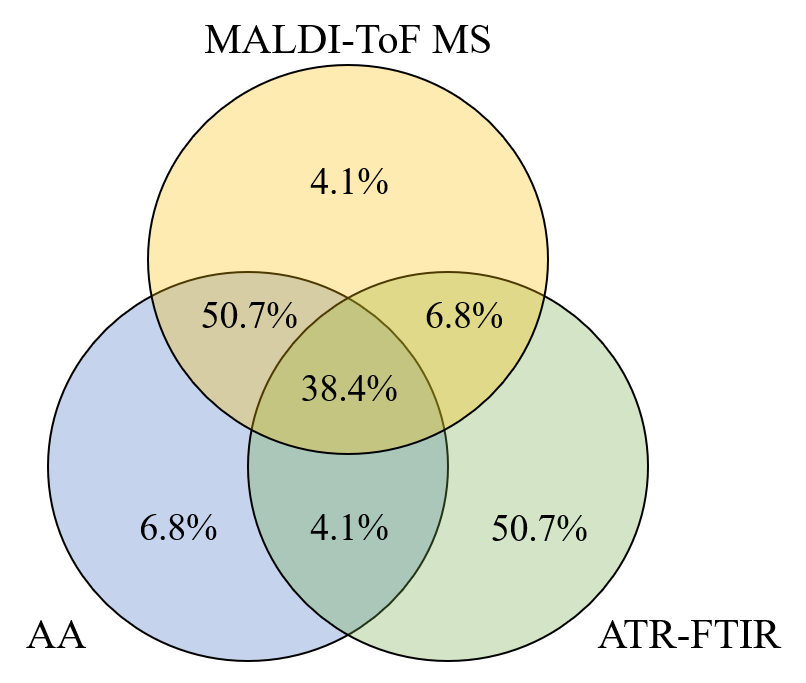 MALDI-ToF MS
4.1%
50.7%
6.8%
38.4%
6.8%
4.1%
50.7%
AA
ATR-FTIR